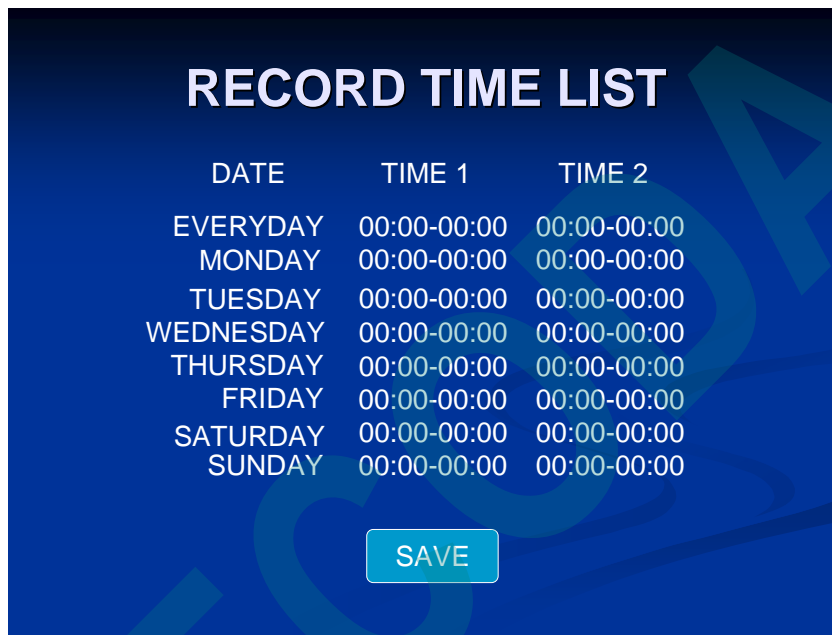 RECORD TIME LIST
DATE TIME 1 TIME 2
EVERYDAY 00:00-00:00 00:00-00:00
MONDAY 00:00-00:00 00:00-00:00
TUESDAY 00:00-00:00 00:00-00:00
WEDNESDAY 00:00-00:00 00:00-00:00
THURSDAY 00:00-00:00 00:00-00:00
FRIDAY 00:00-00:00 00:00-00:00
SATURDAY 00:00-00:00 00:00-00:00
SUNDAY 00:00-00:00 00:00-00:00
SAVE